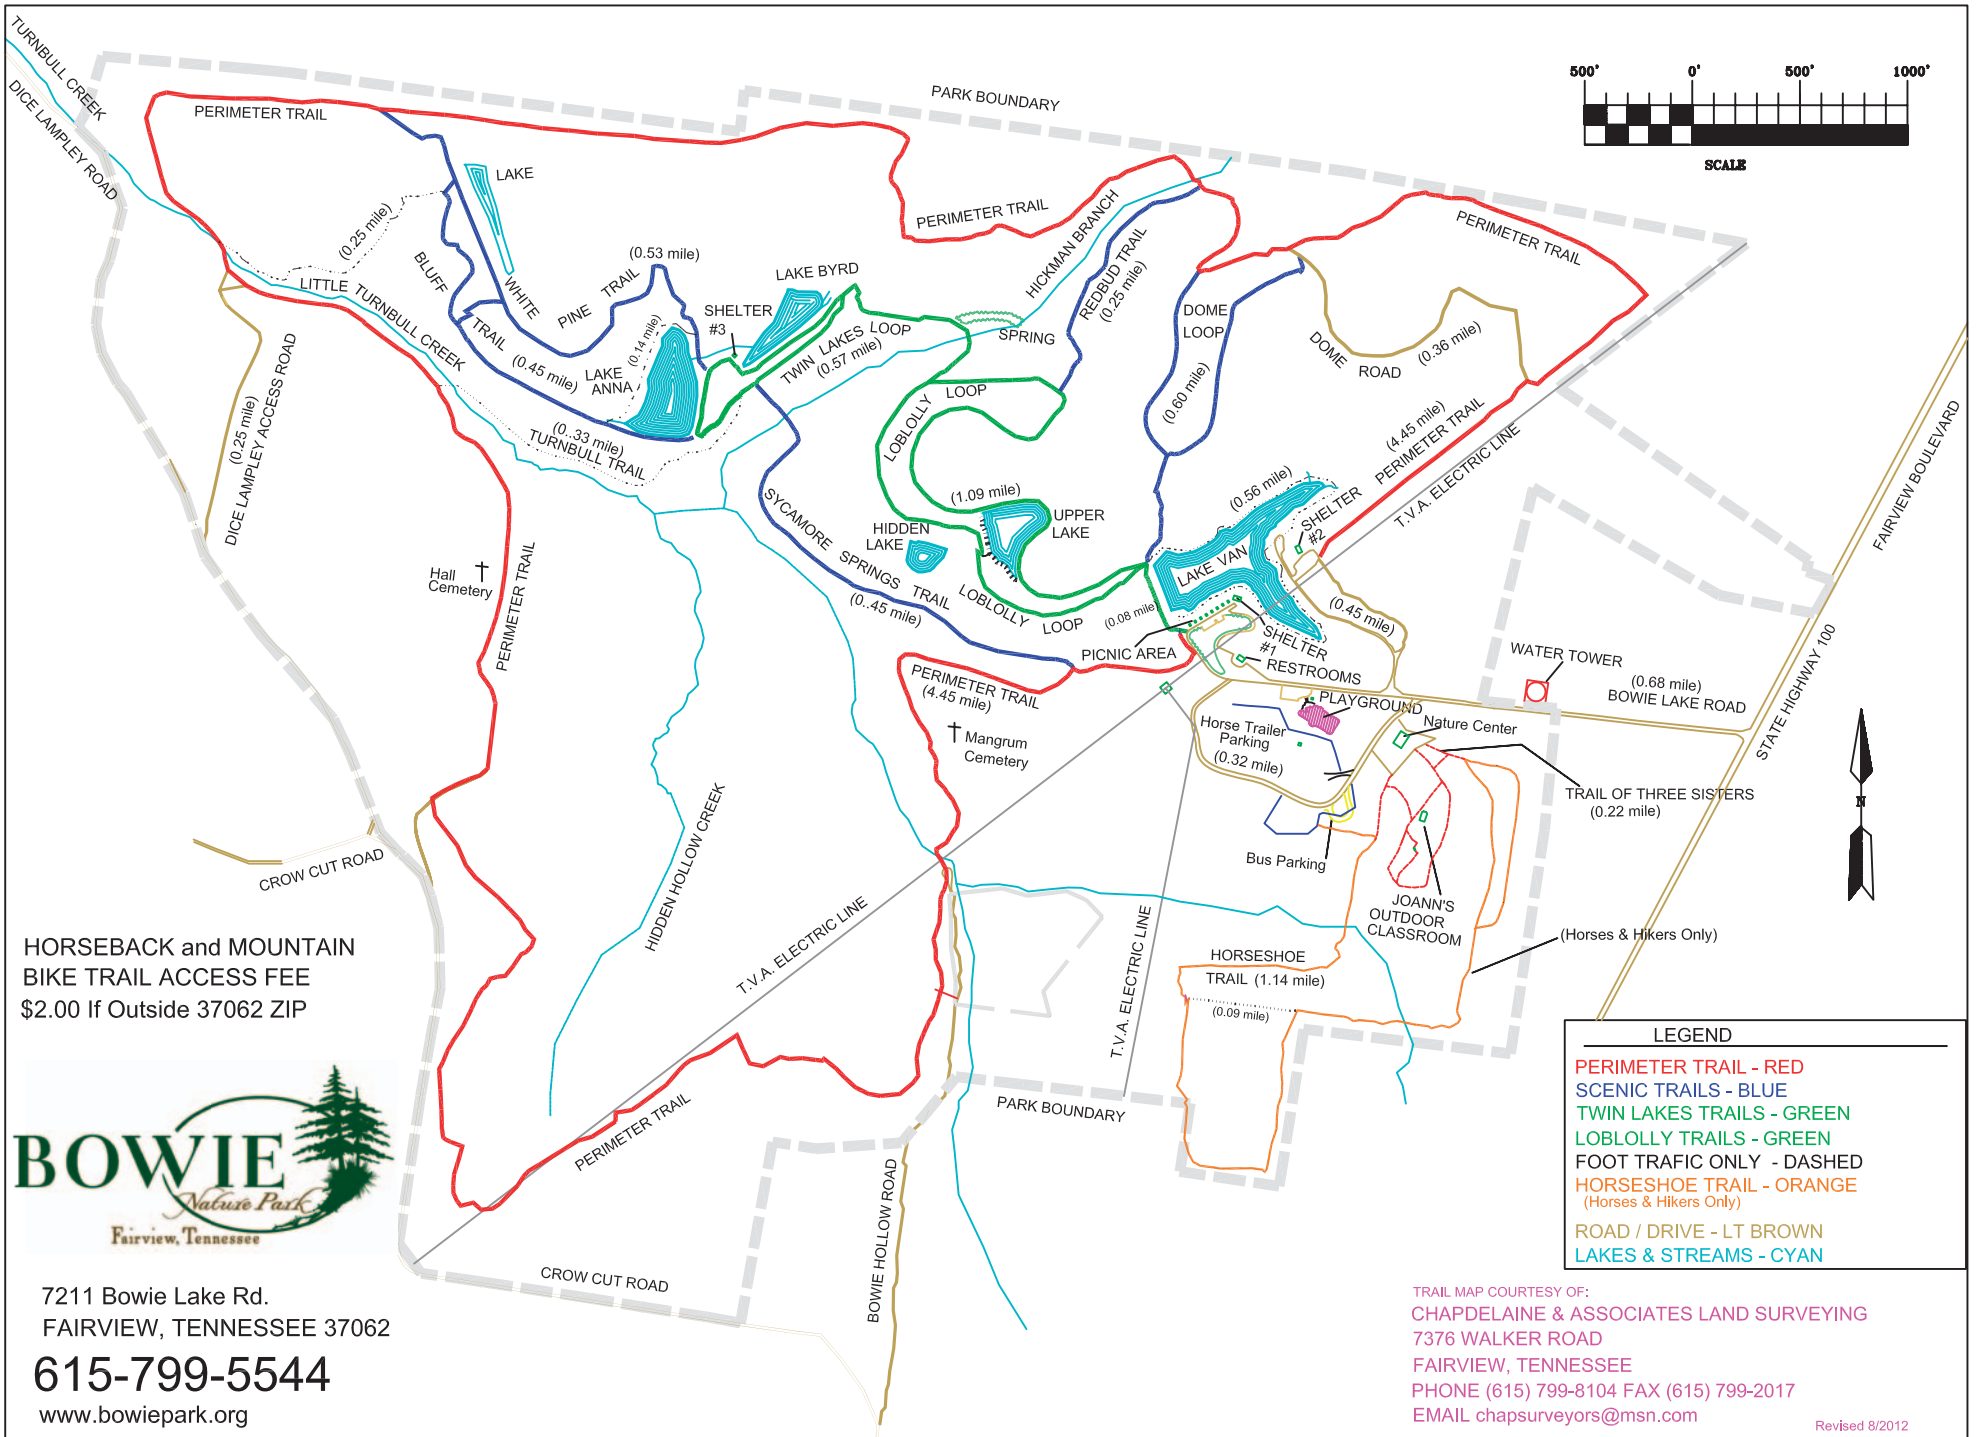 TURNBULL CREEK
DICE LAMPLEY ROAD
PERIMETER TRAIL
PARK BOUNDARY
500' 0' 500' 1000'
SCALE
LAKE
(0.25 mile)
BLUFF
TRAIL
(0.45 mile)
WHITE
PINE
TRAIL
(0.53 mile)
LITTLE TURNBULL CREEK
SHELTER
#3
LAKE BYRD
(0.14 mile)
LAKE
ANNA
TWIN LAKES LOOP
(0.57 mile)
(0..33 mile)
TURNBULL TRAIL
PERIMETER TRAIL
HICKMAN BRANCH
REDBUD TRAIL
(0.25 mile)
SPRING
DOME
LOOP
(0.60 mile)
PERIMETER TRAIL
DOME
ROAD
(0.36 mile)
(4.45 mile)
PERIMETER TRAIL
T.V.A. ELECTRIC LINE
FAIRVIEW BOULEVARD
STATE HIGHWAY 100
(0.25 mile)
DICE LAMPLEY ACCESS ROAD
LOBLOLLY
LOOP
(1.09 mile)
UPPER
LAKE
HIDDEN
LAKE
SYCAMORE SPRINGS TRAIL
(0..45 mile)
LOBLOLLY
LOOP
(0.08 mile)
(0.56 mile)
LAKE VAN
SHELTER
#2
(0.45 mile)
SHELTER
#1
PICNIC AREA
RESTROOMS
PLAYGROUND
WATER TOWER
(0.68 mile)
BOWIE LAKE ROAD
Hall
Cemetery
PERIMETER TRAIL
PERIMETER TRAIL
(4.45 mile)
Mangrum
Cemetery
Horse Trailer
Parking
(0.32 mile)
Nature Center
TRAIL OF THREE SISTERS
(0.22 mile)
Bus Parking
JOANN'S
OUTDOOR
CLASSROOM
(Horses & Hikers Only)
HORSESHOE
TRAIL (1.14 mile)
(0.09 mile)
N
CROW CUT ROAD
HIDDEN HOLLOW CREEK
T.V.A. ELECTRIC LINE
T.V.A. ELECTRIC LINE
PERIMETER TRAIL
PARK BOUNDARY
BOWIE HOLLOW ROAD
CROW CUT ROAD
HORSEBACK and MOUNTAIN
BIKE TRAIL ACCESS FEE
$2.00 If Outside 37062 ZIP
BOWIE
Nature Park
Fairview, Tennessee
7211 Bowie Lake Rd.
FAIRVIEW, TENNESSEE 37062
615-799-5544
www.bowiepark.org
LEGEND
PERIMETER TRAIL - RED
SCENIC TRAILS - BLUE
TWIN LAKES TRAILS - GREEN
LOBLOLLY TRAILS - GREEN
FOOT TRAFIC ONLY - DASHED
HORSESHOE TRAIL - ORANGE
(Horses & Hikers Only)
ROAD / DRIVE - LT BROWN
LAKES & STREAMS - CYAN
TRAIL MAP COURTESY OF:
CHAPDELAINE & ASSOCIATES LAND SURVEYING
7376 WALKER ROAD
FAIRVIEW, TENNESSEE
PHONE (615) 799-8104 FAX (615) 799-2017
EMAIL chapsurveyors@msn.com
Revised 8/2012